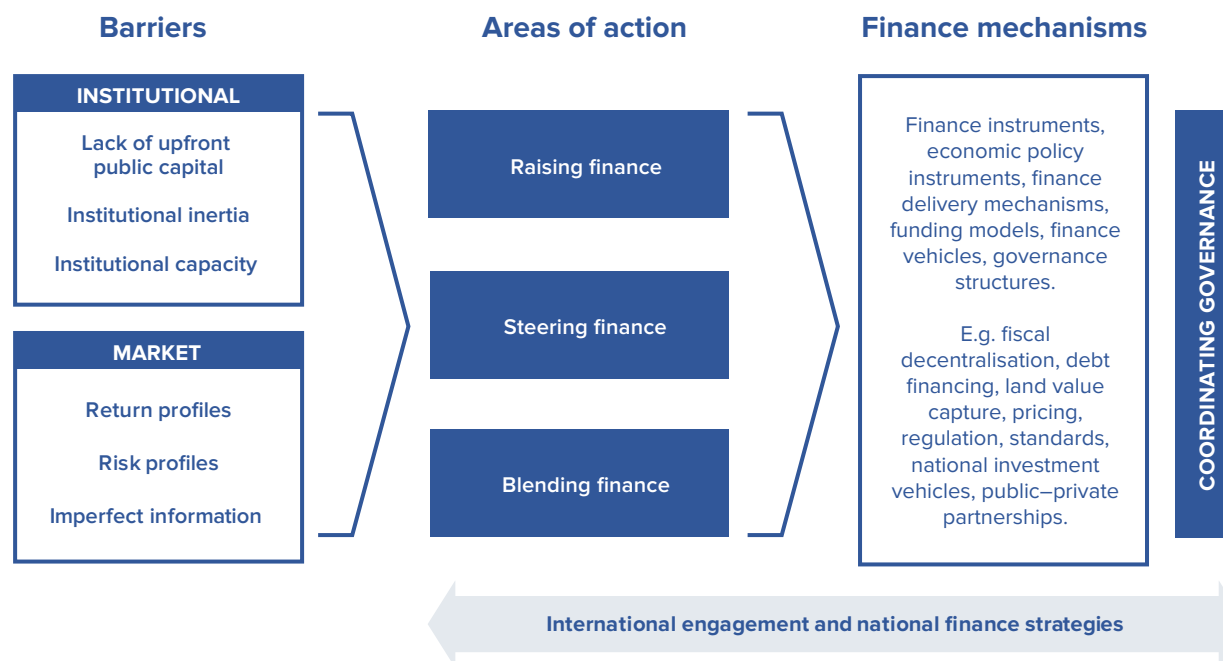 Barriers
INSTITUTIONAL
Lack of upfront
public capital
Institutional inertia
Institutional capacity
MARKET
Return profiles
Risk profiles
Imperfect information
Areas of action
Raising finance
Steering finance
Blending finance
Finance mechanisms
Finance instruments,
economic policy
instruments, finance
delivery mechanisms,
funding models, finance
vehicles, governance
structures.
E.g. fiscal
decentralisation, debt
financing, land value
capture, pricing,
regulation, standards,
national investment
vehicles, public–private
partnerships.
COORDINATING GOVERNANCE
International engagement and national finance strategies